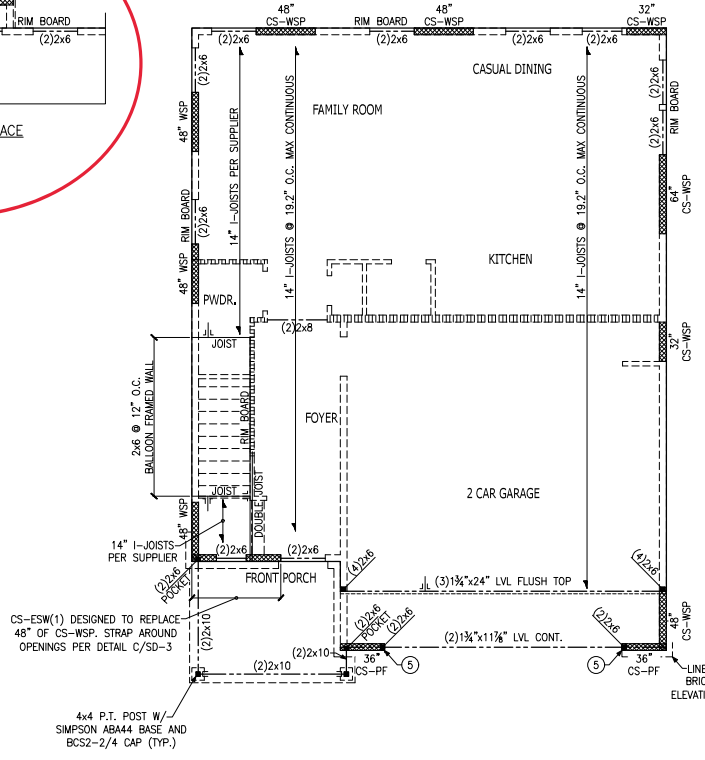 RIM BOARD
(2)2x6
ACE
48"
CS-WSP
RIM BOARD
48"
CS-WSP
32"
CS-WSP
(2)2x6
(2)2x6
(2)2x6
(2)2x6
CASUAL DINING
FAMILY ROOM
(2)2x6
48" WSP
RIM BOARD
(2)2x6
48" WSP
14" I-JOISTS PER SUPPLIER
14" I-JOISTS @ 19.2" O.C. MAX CONTINUOUS
14" I-JOISTS @ 19.2" O.C. MAX CONTINUOUS
(2)2x6
(2)2x6
RIM BOARD
64"
CS-WSP
KITCHEN
PWDR.
(2)2x8
JOIST
32"
CS-WSP
2x6 @ 12" O.C.
BALLOON FRAMED WALL
RIM BOARD
FOYER
2 CAR GARAGE
JOIST
DOUBLE JOIST
48" WSP
14" I-JOISTS
PER SUPPLIER
(2)2x6
(2)2x6
(2)2x6
POCKET
FRONT PORCH
(4)2x6
(3)1¾"x24" LVL FLUSH TOP
(4)2x6
CS-ESW(1) DESIGNED TO REPLACE
48" OF CS-WSP. STRAP AROUND
OPENINGS PER DETAIL C/SD-3
(2)2x10
(2)2x6
POCKET
(2)2x6
(2)1¾"x11⅞" LVL CONT.
(2)2x6
48"
CS-WSP
(2)2x10
(2)2x10
36"
CS-PF
5
5
36"
CS-PF
LINE
BRIC
ELEVATI
4x4 P.T. POST W/
SIMPSON ABA44 BASE AND
BCS2-2/4 CAP (TYP.)